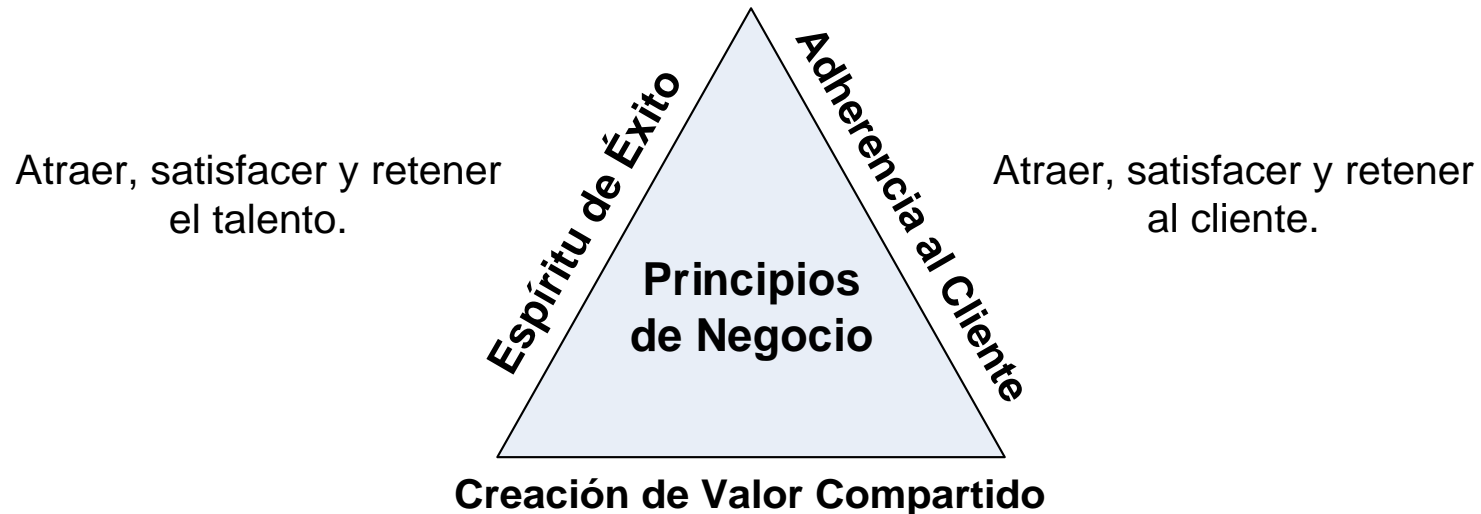 Espíritu de Éxito
Adherencia al Cliente
Atraer, satisfacer y retener
el talento.
Atraer, satisfacer y retener
al cliente.
Principios
de Negocio
Creación de Valor Compartido